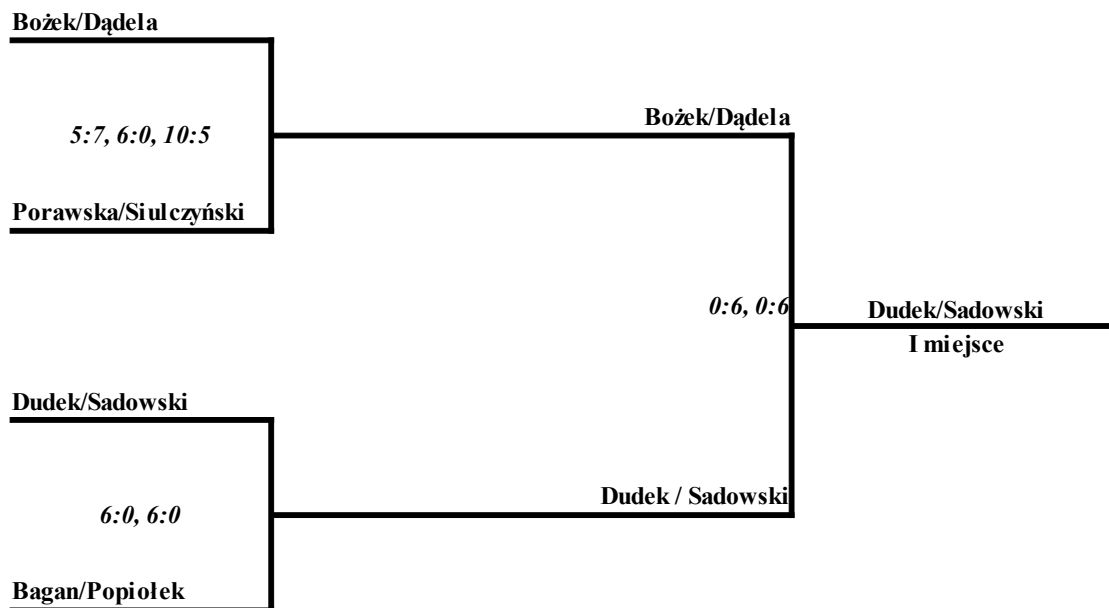 Bożek/Dądela
Bożek/Dądela
5:7, 6:0, 10:5
Porawska/Siulczyński
0:6, 0:6
Dudek/Sadowski
I miejsce
Dudek/Sadowski
Dudek / Sadowski
6:0, 6:0
Bagan/Popiołek